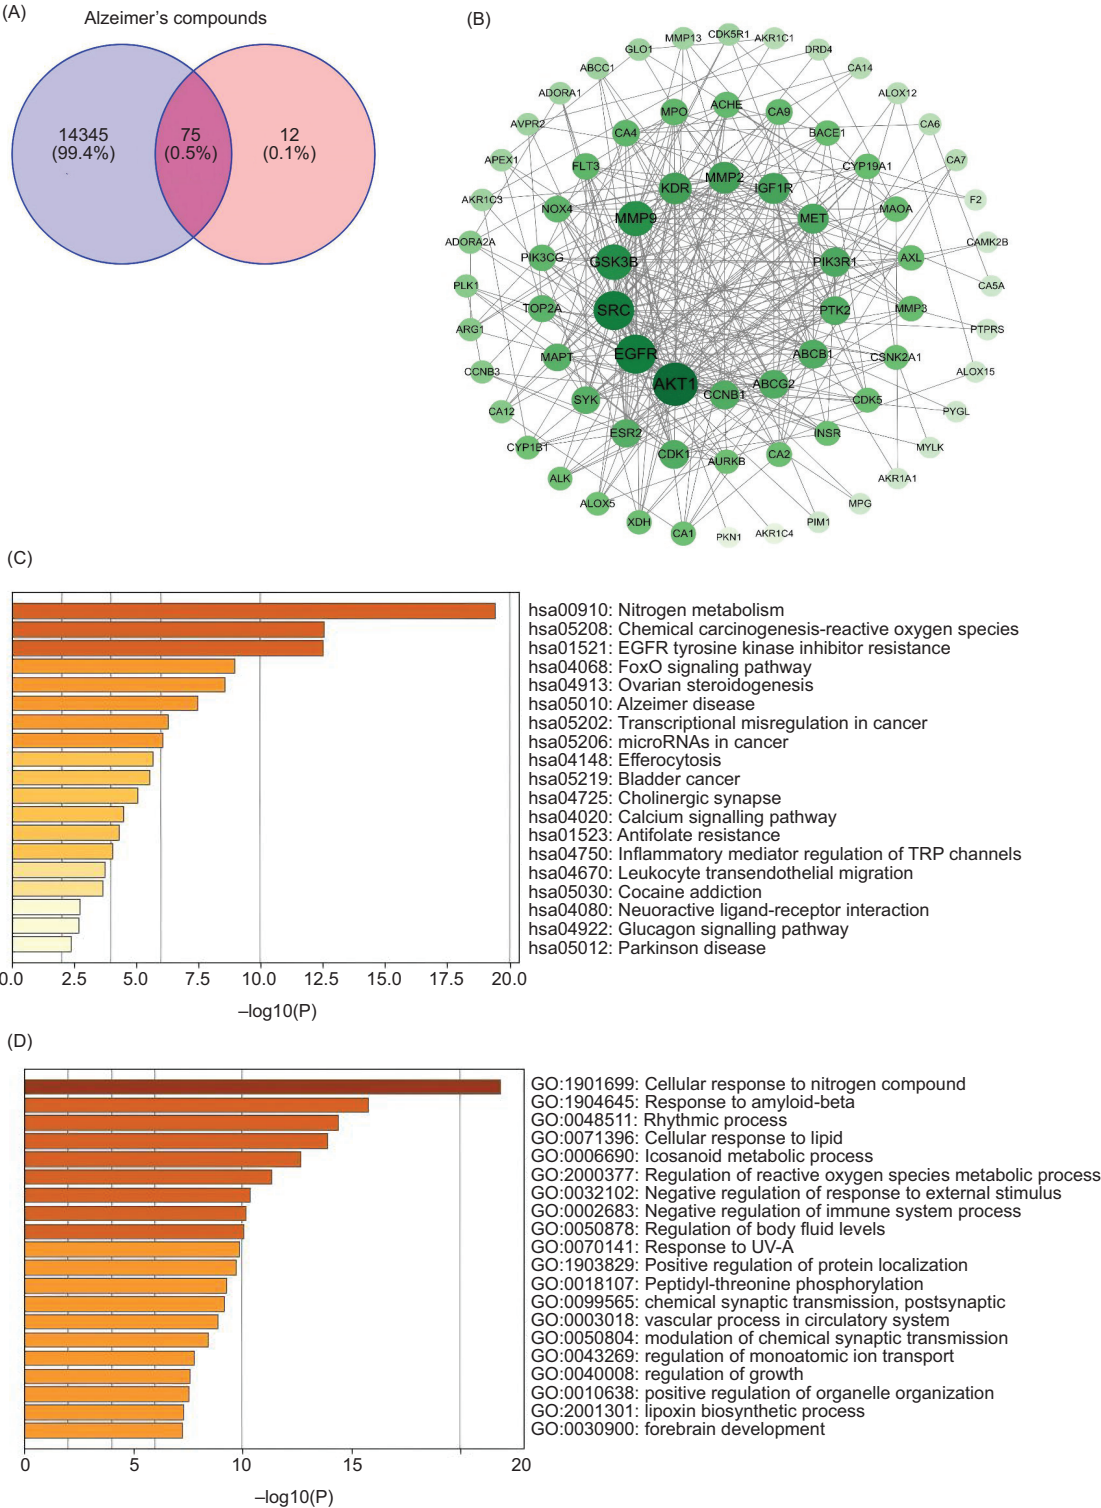 (A)
Alzeimer's compounds
14345
(99.4%)
75
(0.5%)
12
(0.1%)
(B)
MMP13
CDK5R1
AKR1C1
GLO1
DRD4
ABCC1
CA14
ADORA1
ALOX12
MPO
ACHE
CA9
AVPR2
CA4
BACE1
CA6
APEX1
FLT3
CYP19A1
CA7
KDR
MMP2
IGF1R
AKR1C3
NOX4
MMP9
MET
MAOA
F2
ADORA2A
PIK3CG
GSK3B
PIK3R1
AXL
CAMK2B
PLK1
CA5A
TOP2A
SRC
PTK2
MMP3
ARG1
PTPRS
MAPT
EGFR
ABCB1
CSNK2A1
CCNB3
AKT1
ABCG2
ALOX15
CCNB1
SYK
CDK5
CA12
PYGL
ESR2
INSR
CYP1B1
CDK1
AURKB
CA2
MYLK
ALK
AKR1A1
ALOX5
MPG
XDH
CA1
PKN1
AKR1C4
PIM1
(C)
hsa00910: Nitrogen metabolism
hsa05208: Chemical carcinogenesis-reactive oxygen species
hsa01521: EGFR tyrosine kinase inhibitor resistance
hsa04068: FoxO signaling pathway
hsa04913: Ovarian steroidogenesis
hsa05010: Alzeimer disease
hsa05202: Transcriptional misregulation in cancer
hsa05206: microRNAs in cancer
hsa04148: Efferocytosis
hsa05219: Bladder cancer
hsa04725: Cholinergic synapse
hsa04020: Calcium signalling pathway
hsa01523: Antifolate resistance
hsa04750: Inflammatory mediator regulation of TRP channels
hsa04670: Leukocyte transendothelial migration
hsa05030: Cocaine addiction
hsa04080: Neuoractive ligand-receptor interaction
hsa04922: Glucagon signalling pathway
hsa05012: Parkinson disease
0.0 2.5 5.0 7.5 10.0 12.5 15.0 17.5 20.0
–log10(P)
(D)
GO:1901699: Cellular response to nitrogen compound
GO:1904645: Response to amyloid-beta
GO:0048511: Rhythmic process
GO:0071396: Cellular response to lipid
GO:0006690: Icosanoid metabolic process
GO:2000377: Regulation of reactive oxygen species metabolic process
GO:0032102: Negative regulation of response to external stimulus
GO:0002683: Negative regulation of immune system process
GO:0050878: Regulation of body fluid levels
GO:0070141: Response to UV-A
GO:1903829: Positive regulation of protein localization
GO:0018107: Peptidyl-threonine phosphorylation
GO:0099565: chemical synaptic transmission, postsynaptic
GO:0003018: vascular process in circulatory system
GO:0050804: modulation of chemical synaptic transmission
GO:0043269: regulation of monoatomic ion transport
GO:0040008: regulation of growth
GO:0010638: positive regulation of organelle organization
GO:2001301: lipoxin biosynthetic process
GO:0030900: forebrain development
0 5 10 15 20
–log10(P)